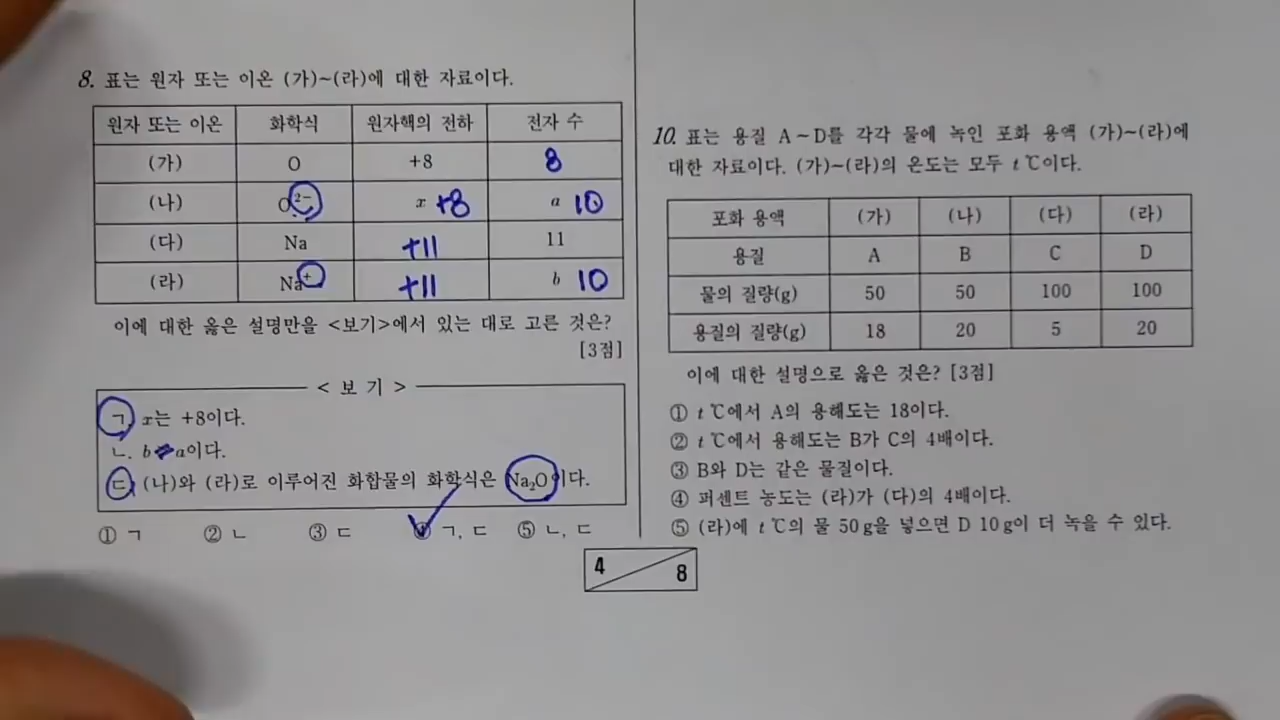 8. 표는 원자 또는 이온 (가)~(라)에 대한 자료이다.
원자 또는 이온 화학식 원자핵의 전하 전자 수
(가) O +8 8
(나) O²⁻ x +8 a 10
(다) Na +11 11
(라) Na⁺ +11 b 10
이에 대한 옳은 설명만을 <보기>에서 있는 대로 고른 것은?
[3점]
< 보 기 >
ㄱ. x는 +8이다.
ㄴ. b a이다.
ㄷ. (나)와 (라)로 이루어진 화합물의 화학식은 Na₂O이다.
① ㄱ ② ㄴ ③ ㄷ ④ ㄱ, ㄷ ⑤ ㄴ, ㄷ
10. 표는 용질 A~D를 각각 물에 녹인 포화 용액 (가)~(라)에
대한 자료이다. (가)~(라)의 온도는 모두 t ℃이다.
포화 용액 (가) (나) (다) (라)
용질 A B C D
물의 질량(g) 50 50 100 100
용질의 질량(g) 18 20 5 20
이에 대한 설명으로 옳은 것은? [3점]
① t ℃에서 A의 용해도는 18이다.
② t ℃에서 용해도는 B가 C의 4배이다.
③ B와 D는 같은 물질이다.
④ 퍼센트 농도는 (라)가 (다)의 4배이다.
⑤ (라)에 t ℃의 물 50g을 넣으면 D 10g이 더 녹을 수 있다.
4 8